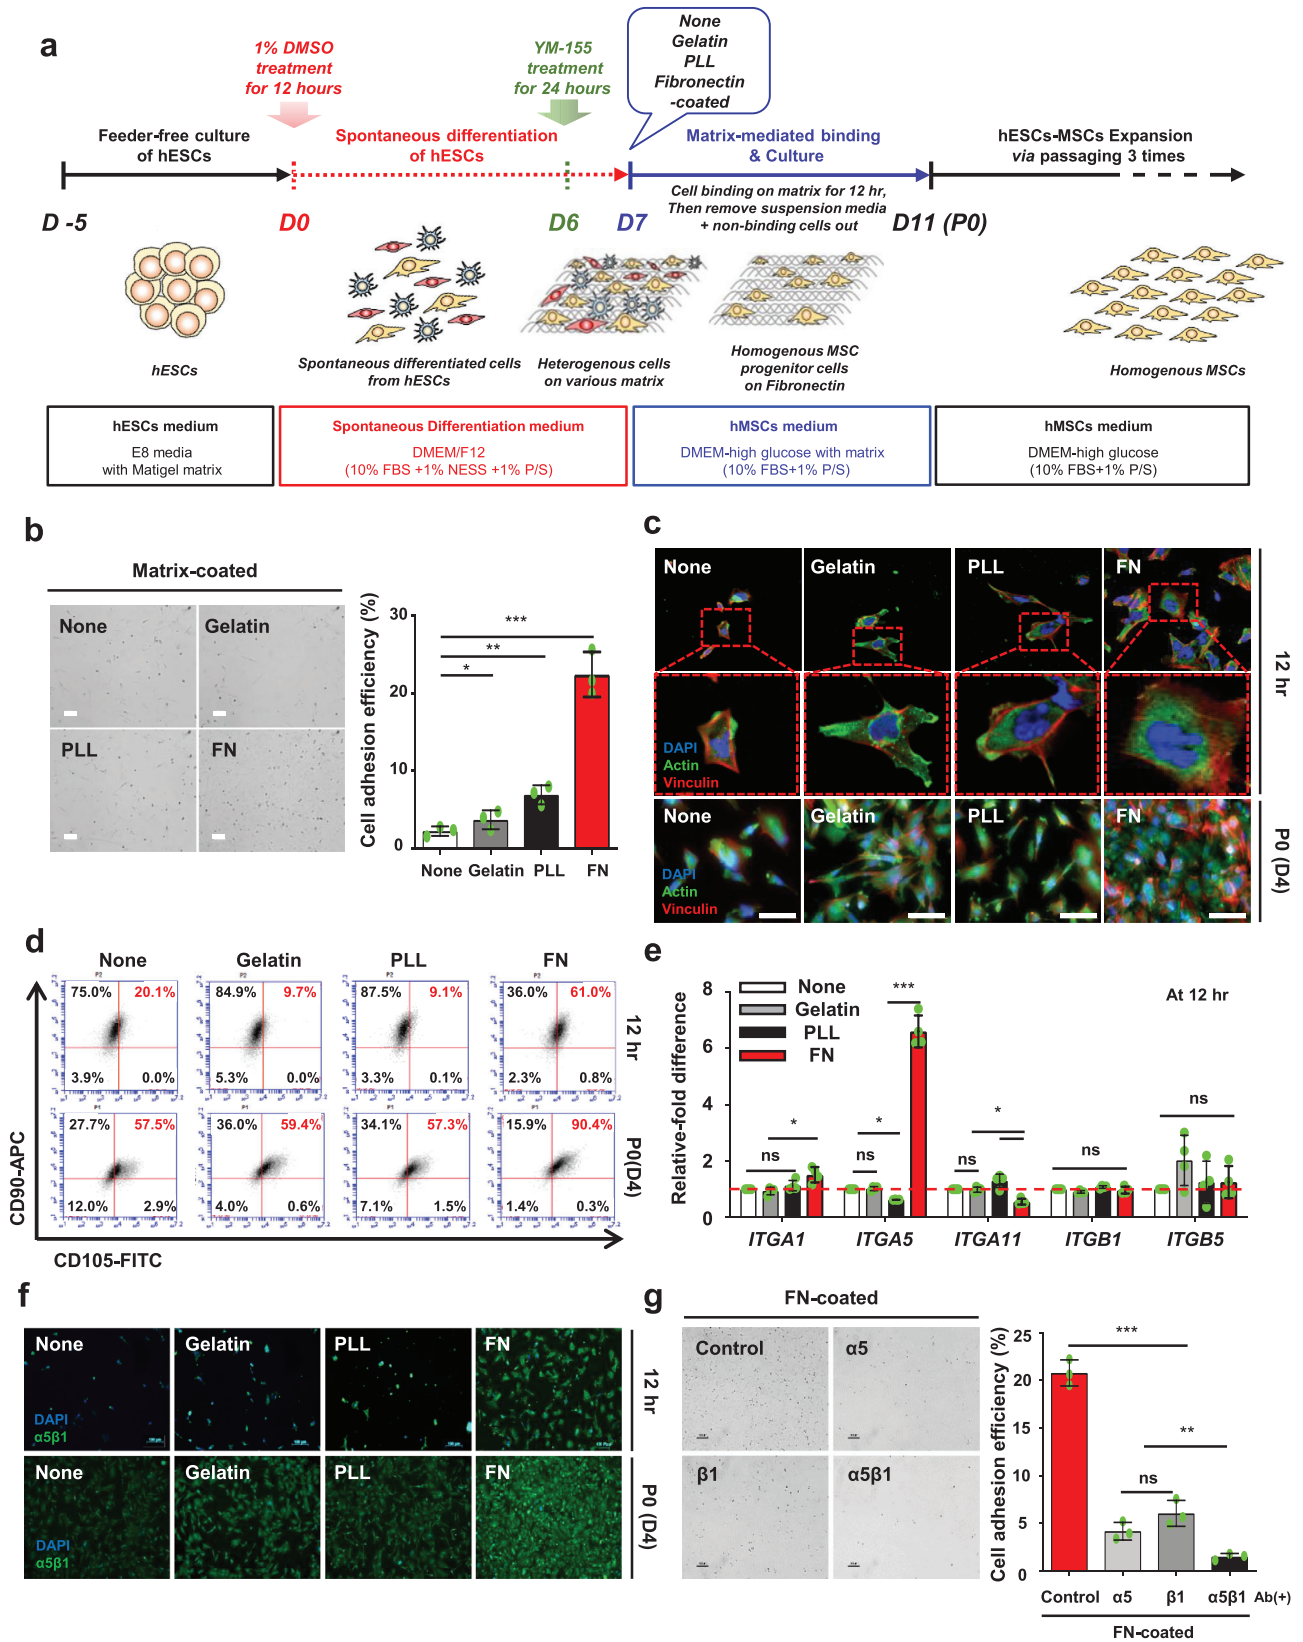 a
1% DMSO
treatment
for 12 hours
YM-155
treatment
for 24 hours
None
Gelatin
PLL
Fibronectin
-coated
Feeder-free culture
of hESCs
Spontaneous differentiation
of hESCs
Matrix-mediated binding
& Culture
hESCs-MSCs Expansion
via passaging 3 times
Cell binding on matrix for 12 hr,
Then remove suspension media
+ non-binding cells out
D -5
D0
D6
D7
D11 (P0)
hESCs
Spontaneous differentiated cells
from hESCs
Heterogenous cells
on various matrix
Homogenous MSC
progenitor cells
on Fibronectin
Homogenous MSCs
hESCs medium
E8 media
with Matigel matrix
Spontaneous Differentiation medium
DMEM/F12
(10% FBS +1% NESS +1% P/S)
hMSCs medium
DMEM-high glucose with matrix
(10% FBS+1% P/S)
hMSCs medium
DMEM-high glucose
(10% FBS+1% P/S)
b
Matrix-coated
None
Gelatin
PLL
FN
Cell adhesion efficiency (%)
30
20
10
0
***
**
*
None Gelatin PLL FN
c
None
Gelatin
PLL
FN
12 hr
DAPI
Actin
Vinculin
None
Gelatin
PLL
FN
P0 (D4)
DAPI
Actin
Vinculin
d
None
Gelatin
PLL
FN
75.0% 20.1%
3.9% 0.0%
84.9% 9.7%
5.3% 0.0%
87.5% 9.1%
3.3% 0.1%
36.0% 61.0%
2.3% 0.8%
12 hr
27.7% 57.5%
12.0% 2.9%
36.0% 59.4%
4.0% 0.6%
34.1% 57.3%
7.1% 1.5%
15.9% 90.4%
1.4% 0.3%
P0(D4)
CD90-APC
CD105-FITC
e
Relative-fold difference
8
6
4
2
0
None
Gelatin
PLL
FN
At 12 hr
ns
*
ns
*
***
ns
*
ns
ns
ITGA1 ITGA5 ITGA11 ITGB1 ITGB5
f
None
Gelatin
PLL
FN
DAPI
α5β1
12 hr
None
Gelatin
PLL
FN
DAPI
α5β1
P0 (D4)
g
FN-coated
Control
α5
β1
α5β1
Cell adhesion efficiency (%)
25
20
15
10
5
0
***
**
ns
Control α5 β1 α5β1 Ab(+)
FN-coated